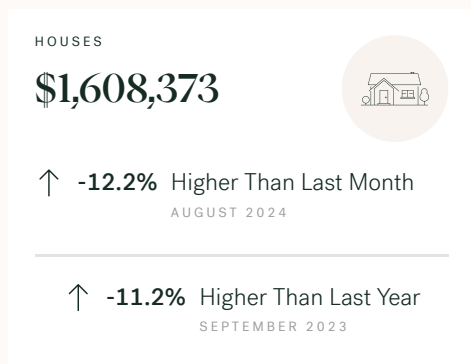 HOUSES
$1,608,373
-12.2% Higher Than Last Month
AUGUST 2024
-11.2% Higher Than Last Year
SEPTEMBER 2023